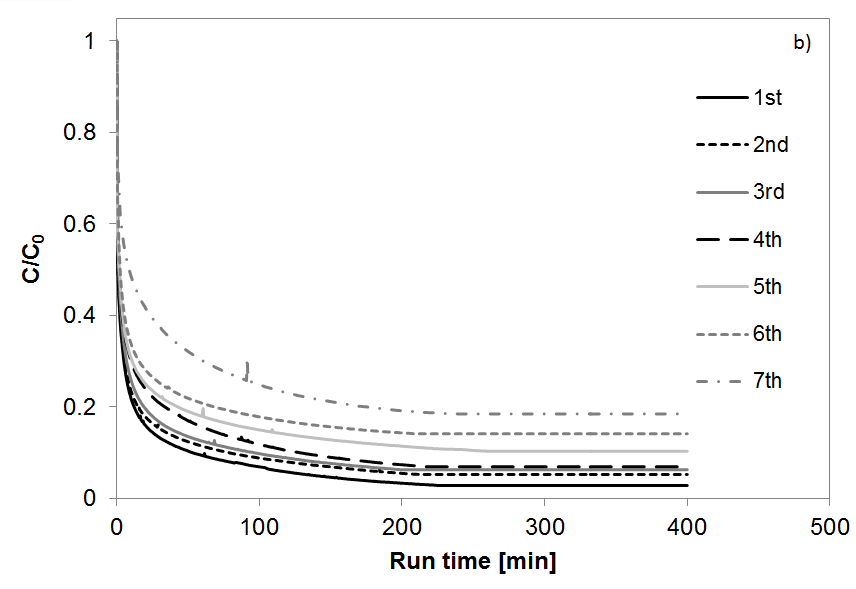 b)
1
0.8
0.6
0.4
0.2
0
C/C0
1st
2nd
3rd
4th
5th
6th
7th
0 100 200 300 400 500
Run time [min]